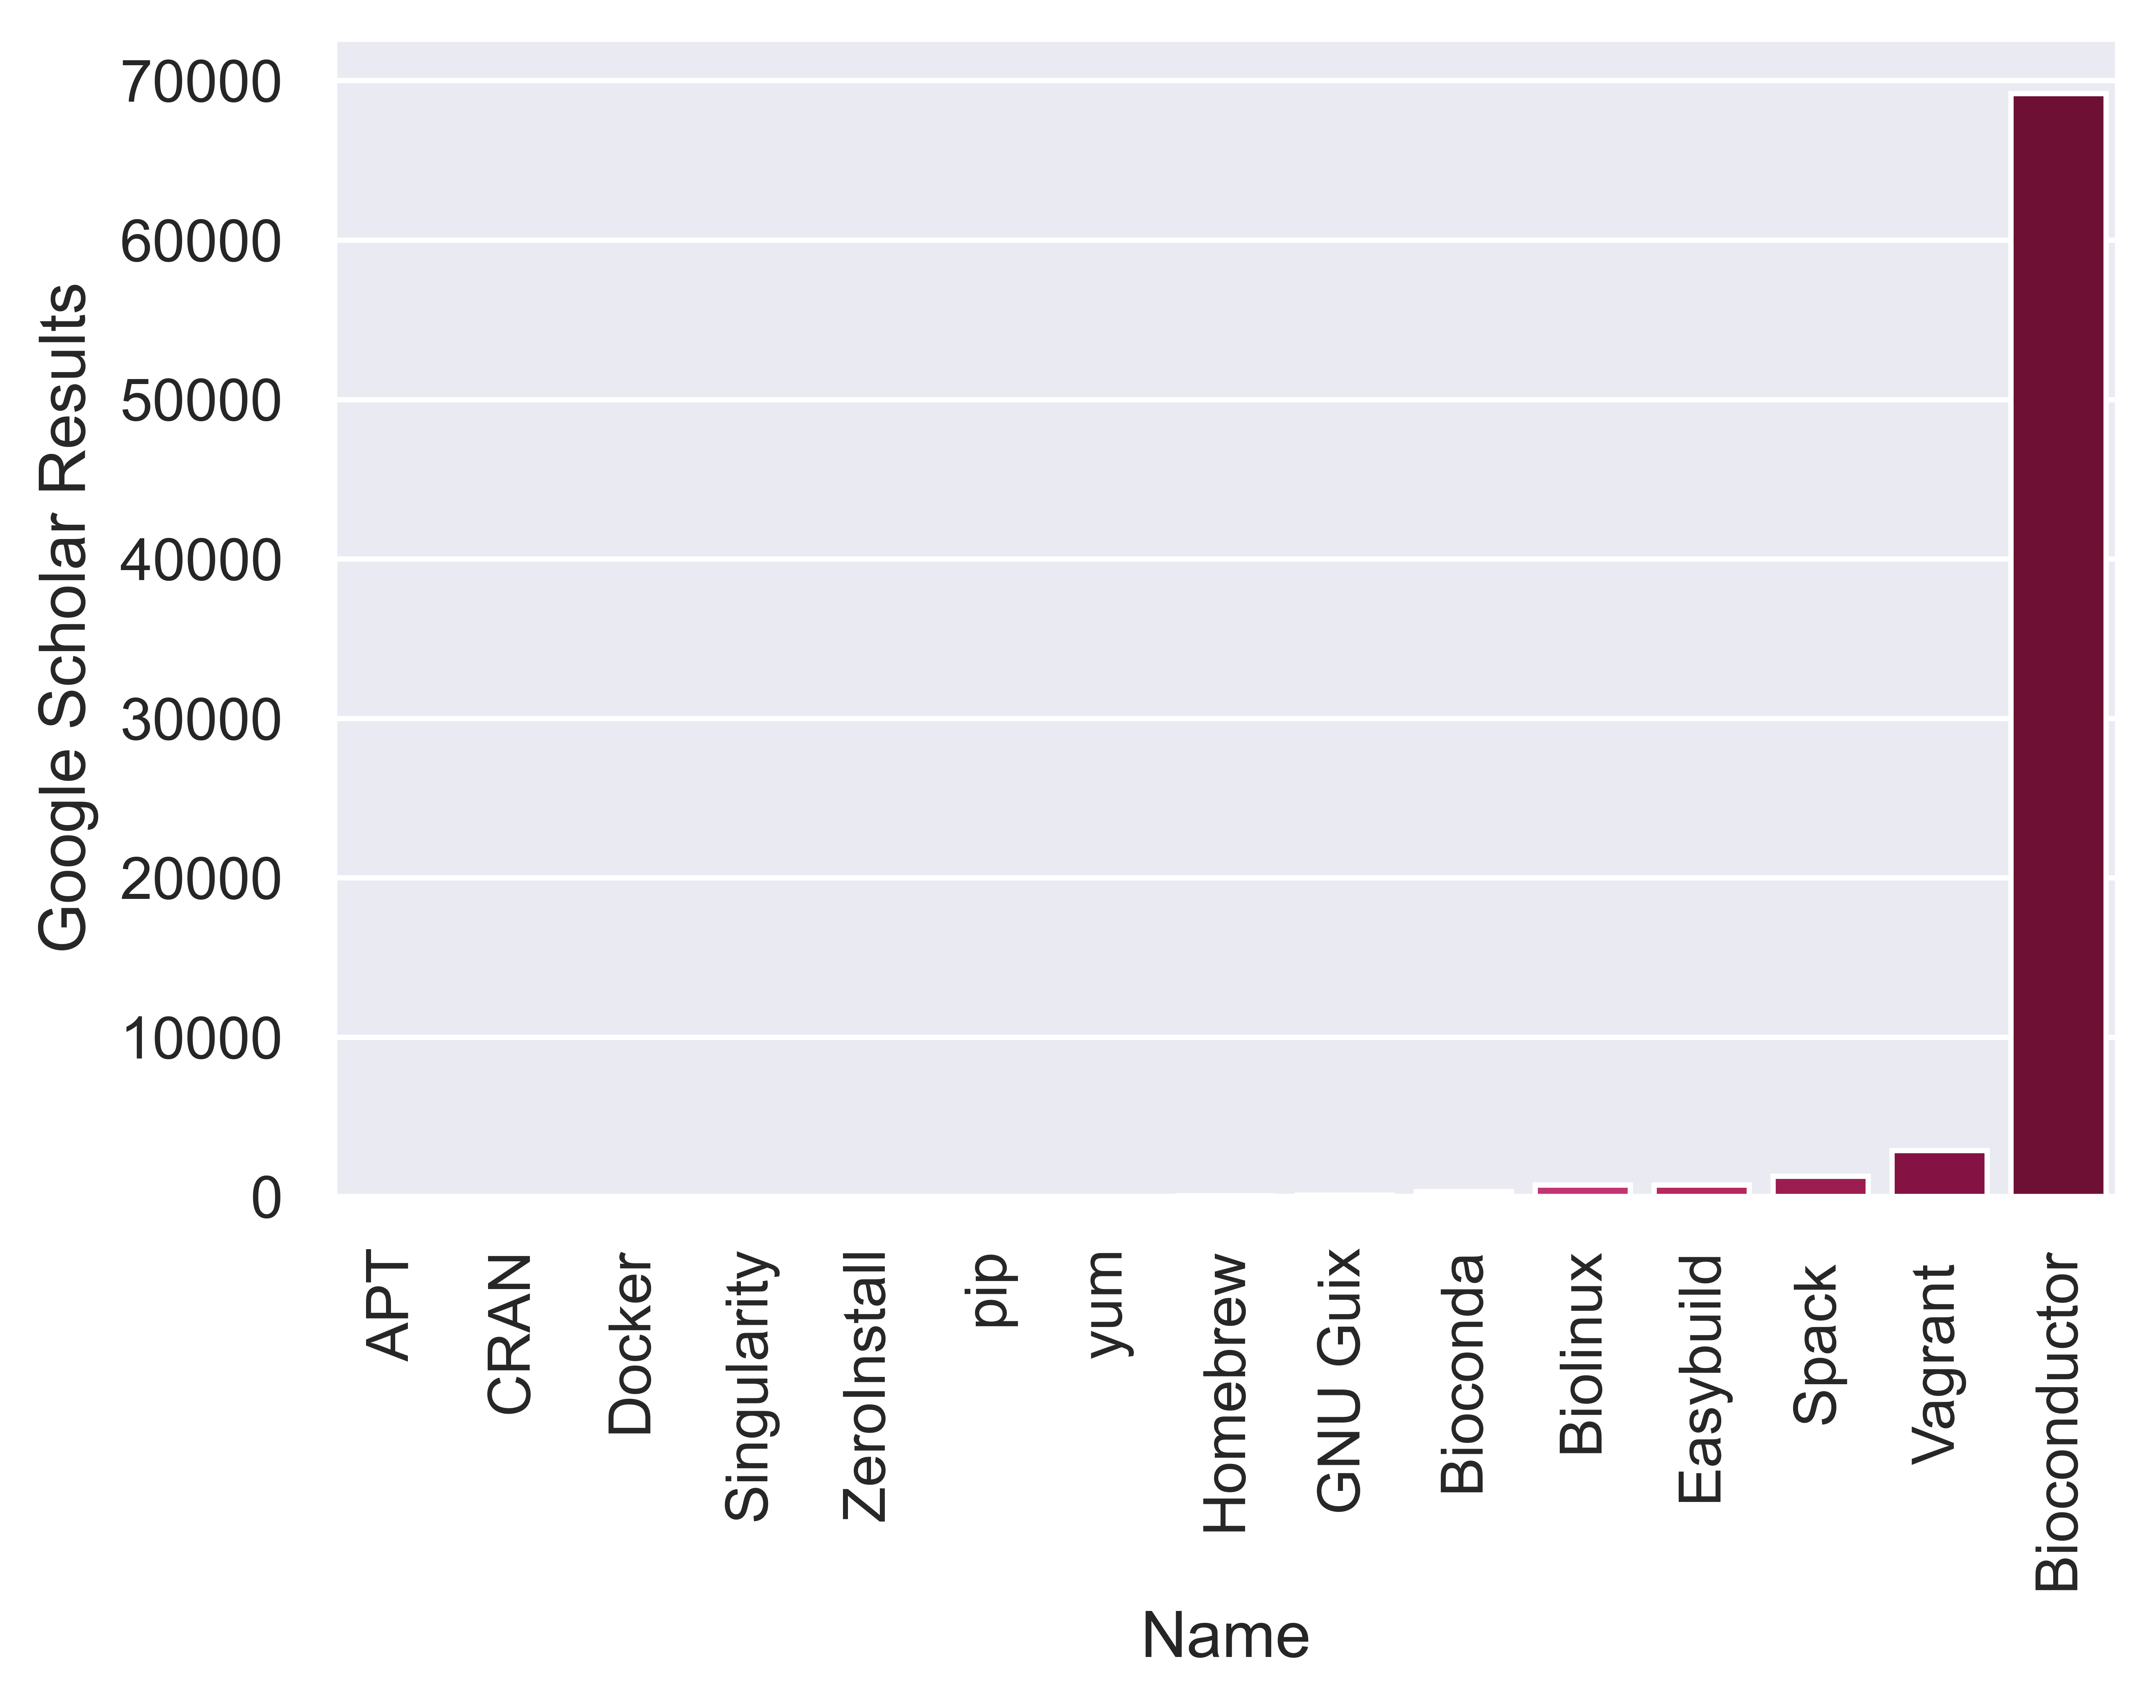 Google Scholar Results
70000
60000
50000
40000
30000
20000
10000
0
APT
CRAN
Docker
Singularity
ZeroInstall
pip
yum
Homebrew
GNU Guix
Bioconda
Biolinux
Easybuild
Spack
Vagrant
Bioconductor
Name